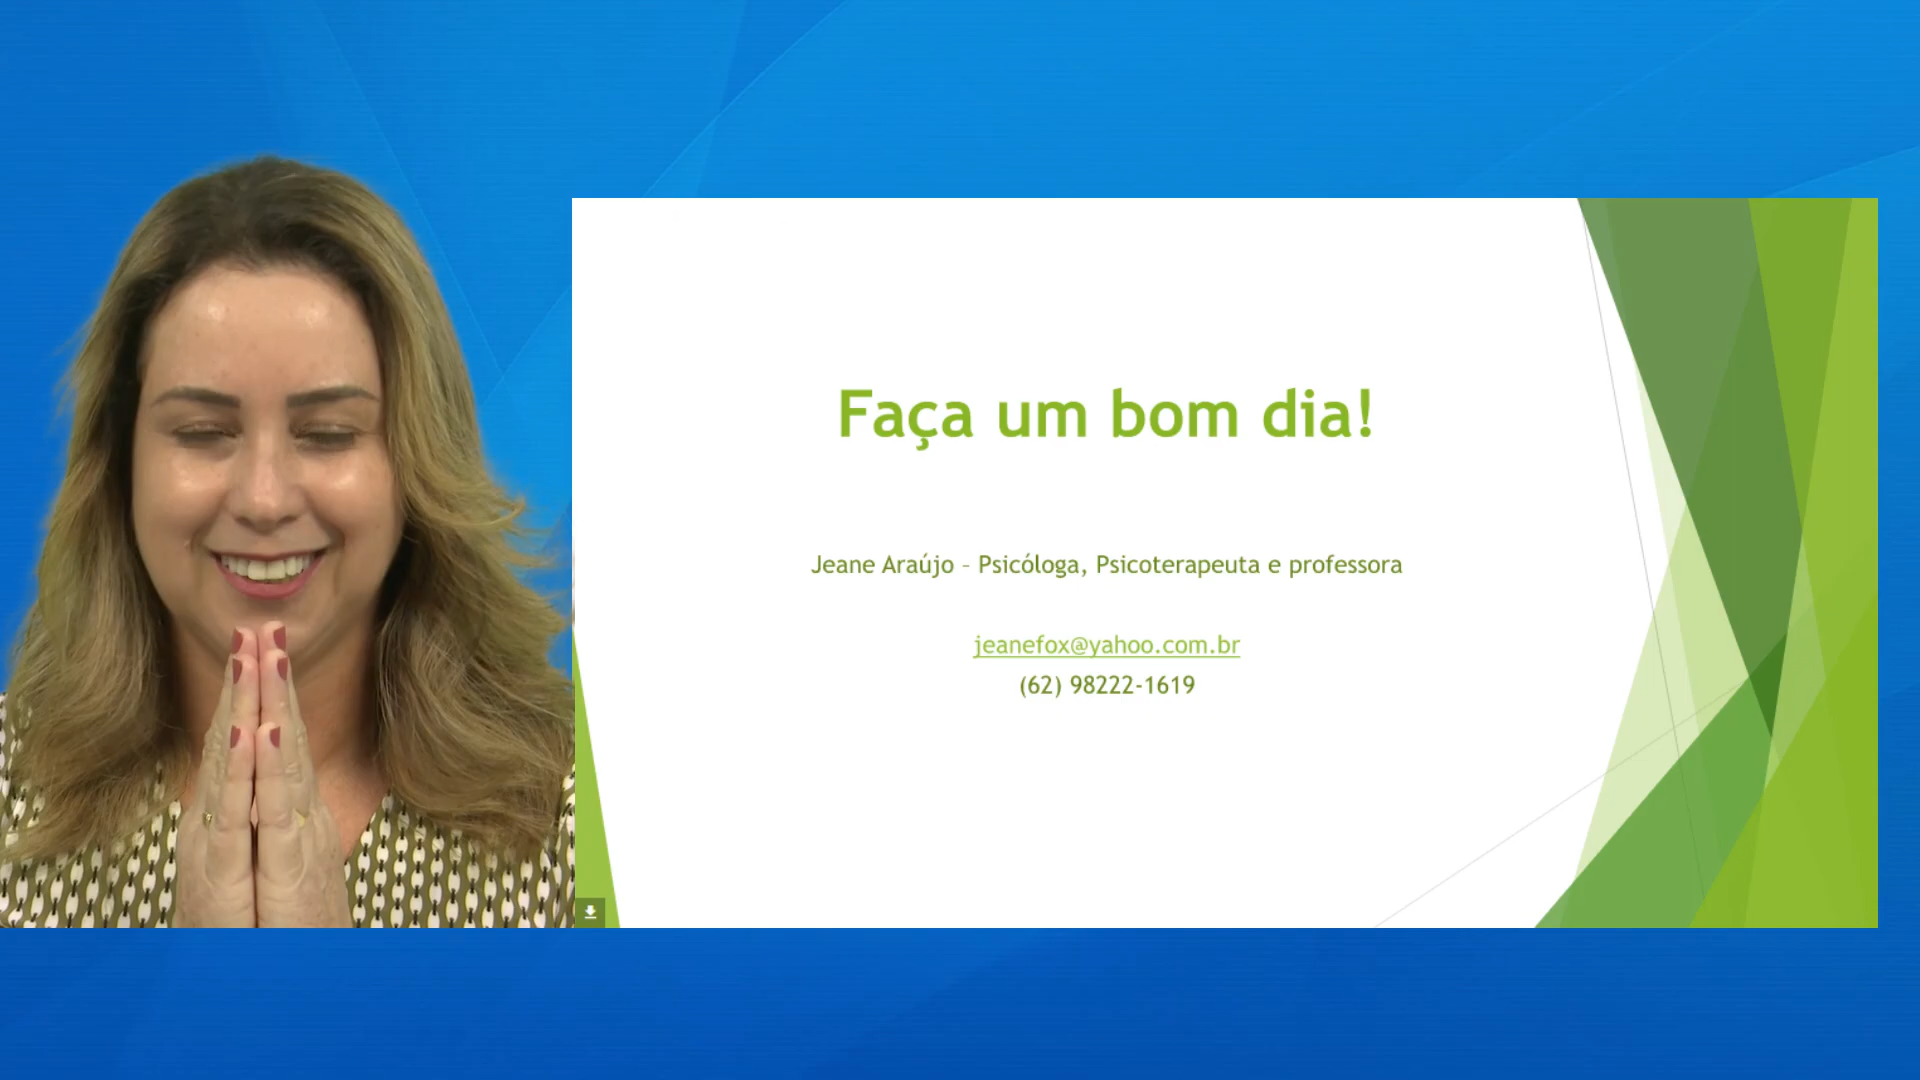 Faça um bom dia!
Jeane Araújo – Psicóloga, Psicoterapeuta e professora
jeanefox@yahoo.com.br
(62) 98222-1619